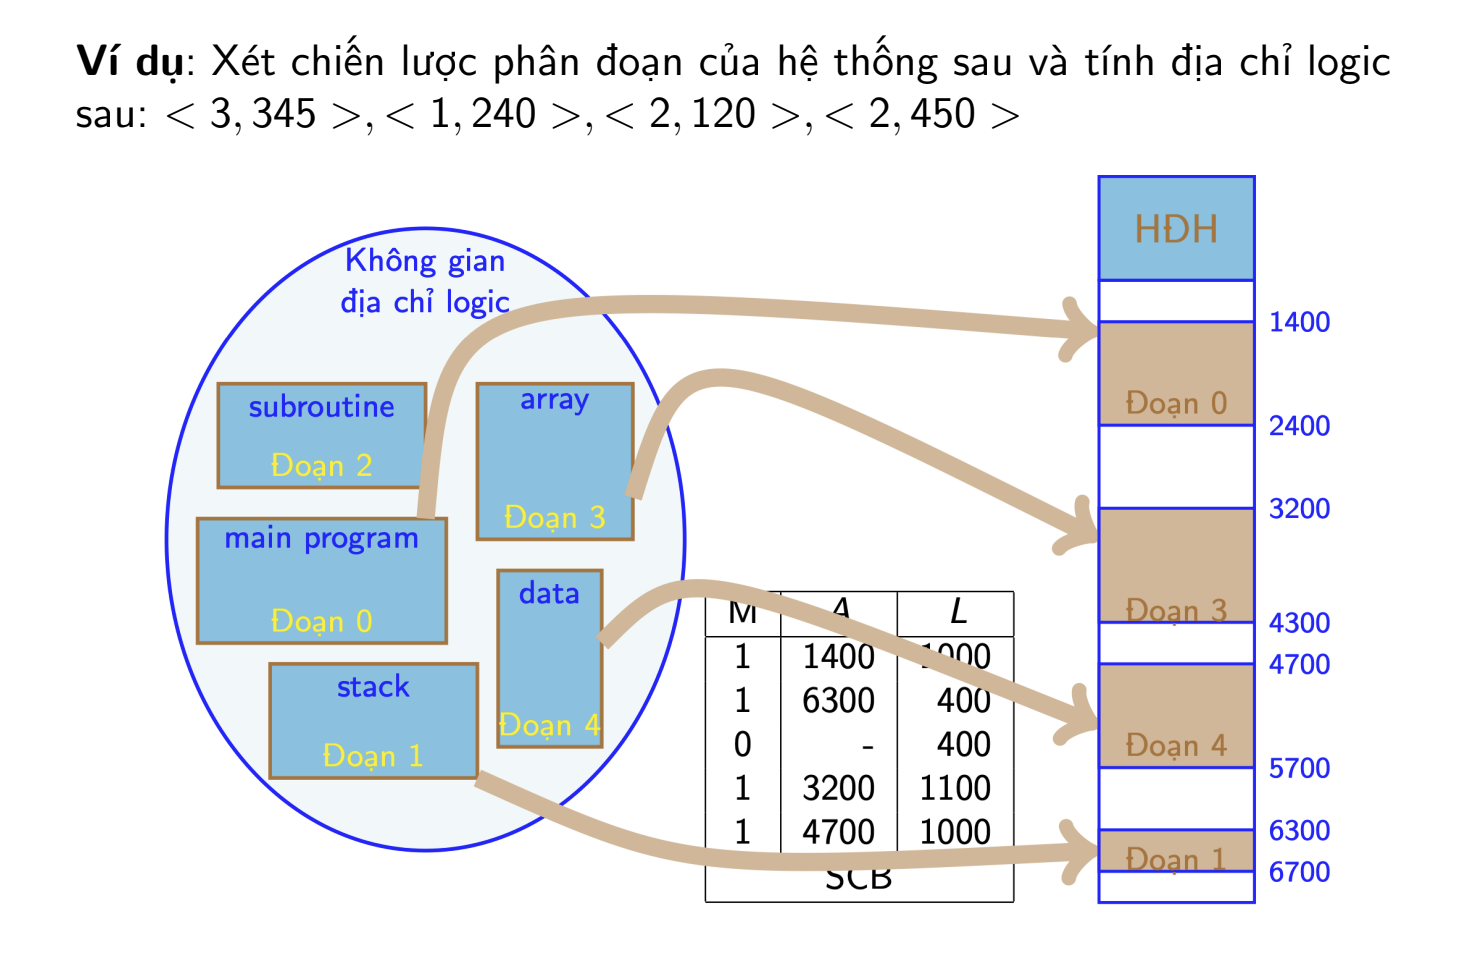 Ví dụ: Xét chiến lược phân đoạn của hệ thống sau và tính địa chỉ logic
sau: < 3, 345 >, < 1, 240 >, < 2, 120 >, < 2, 450 >
Không gian
địa chỉ logic
subroutine
Đoạn 2
array
Đoạn 3
main program
Đoạn 0
data
Đoạn 4
stack
Đoạn 1
M A L
1 1400 1000
1 6300 400
0 - 400
1 3200 1100
1 4700 1000
SCB
HĐH
1400
Đoạn 0
2400
3200
Đoạn 3
4300
4700
Đoạn 4
5700
6300
Đoạn 1
6700